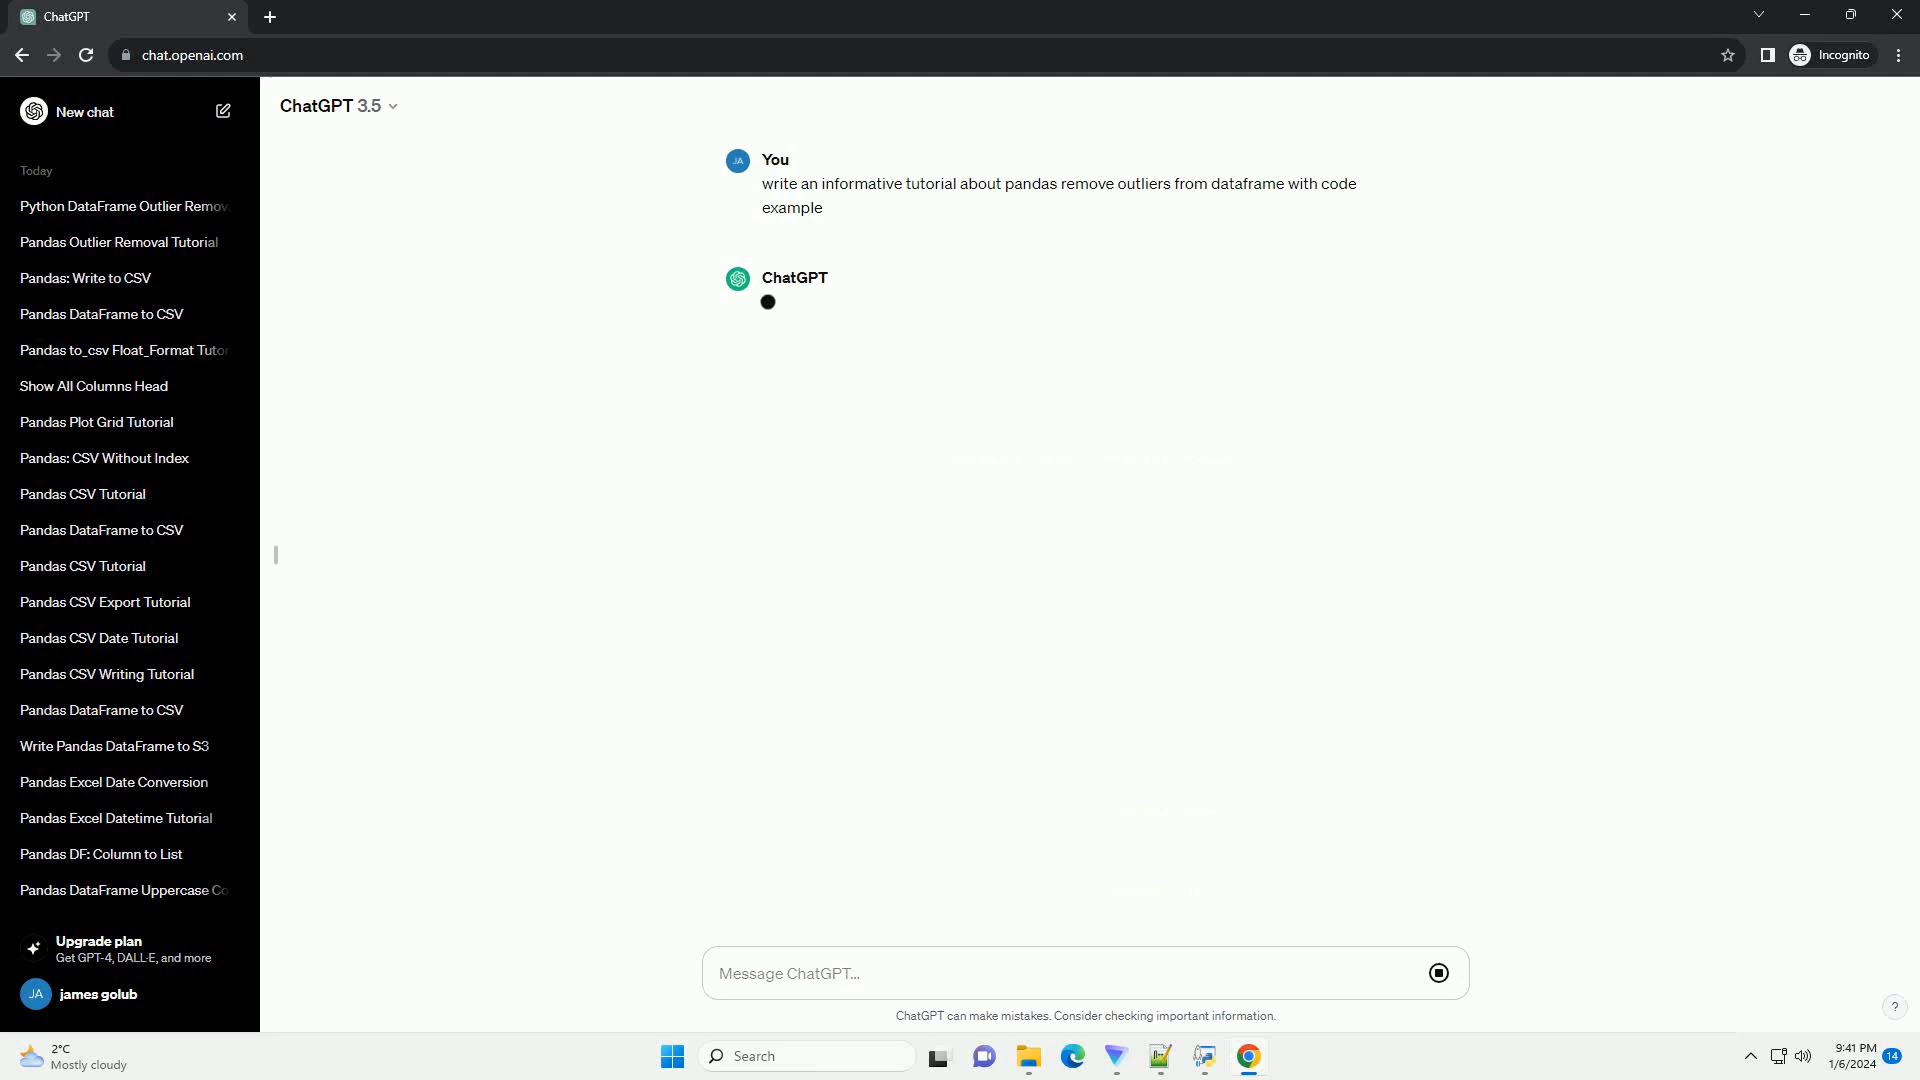 ChatGPT
chat.openai.com
Incognito
New chat
Today
Python DataFrame Outlier Remov
Pandas Outlier Removal Tutorial
Pandas: Write to CSV
Pandas DataFrame to CSV
Pandas to_csv Float_Format Tutor
Show All Columns Head
Pandas Plot Grid Tutorial
Pandas: CSV Without Index
Pandas CSV Tutorial
Pandas DataFrame to CSV
Pandas CSV Tutorial
Pandas CSV Export Tutorial
Pandas CSV Date Tutorial
Pandas CSV Writing Tutorial
Pandas DataFrame to CSV
Write Pandas DataFrame to S3
Pandas Excel Date Conversion
Pandas Excel Datetime Tutorial
Pandas DF: Column to List
Pandas DataFrame Uppercase Co
Upgrade plan
Get GPT-4, DALL·E, and more
JA
james golub
ChatGPT 3.5
JA
You
write an informative tutorial about pandas remove outliers from dataframe with code
example
ChatGPT
Message ChatGPT...
ChatGPT can make mistakes. Consider checking important information.
?
2°C
Mostly cloudy
Search
9:41 PM
1/6/2024
14